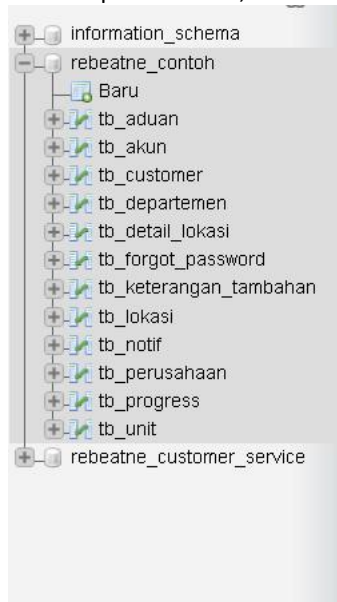 information_schema
rebeatne_contoh
Baru
tb_aduan
tb_akun
tb_customer
tb_departemen
tb_detail_lokasi
tb_forgot_password
tb_keterangan_tambahan
tb_lokasi
tb_notif
tb_perusahaan
tb_progress
tb_unit
rebeatne_customer_service